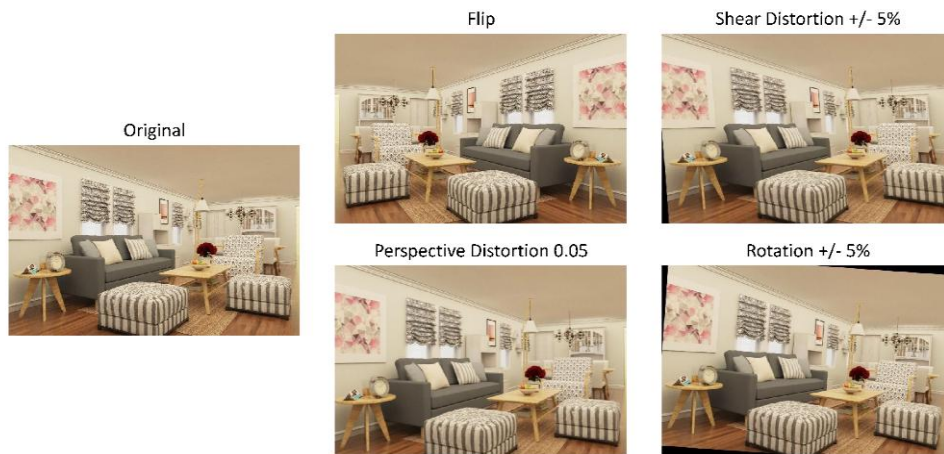 Flip
Shear Distortion +/- 5%
Original
Perspective Distortion 0.05
Rotation +/- 5%